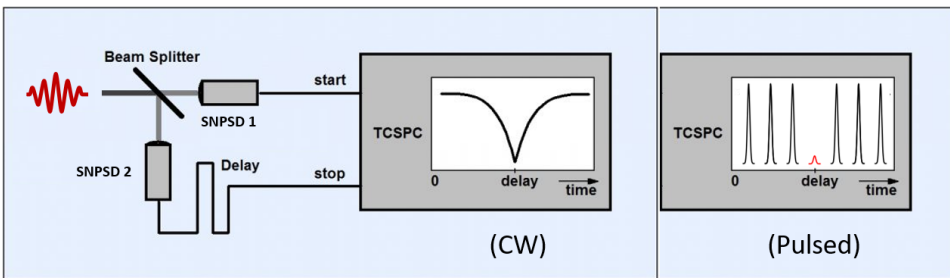 Beam Splitter
SNPSD 1
start
SNPSD 2
Delay
stop
TCSPC
0
delay
time
(CW)
TCSPC
0
delay
time
(Pulsed)